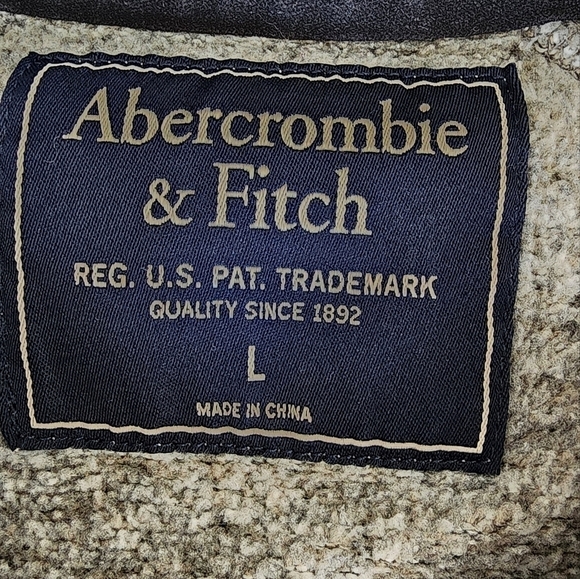 Abercrombie
& Fitch
REG. U.S. PAT. TRADEMARK
QUALITY SINCE 1892
L
MADE IN CHINA